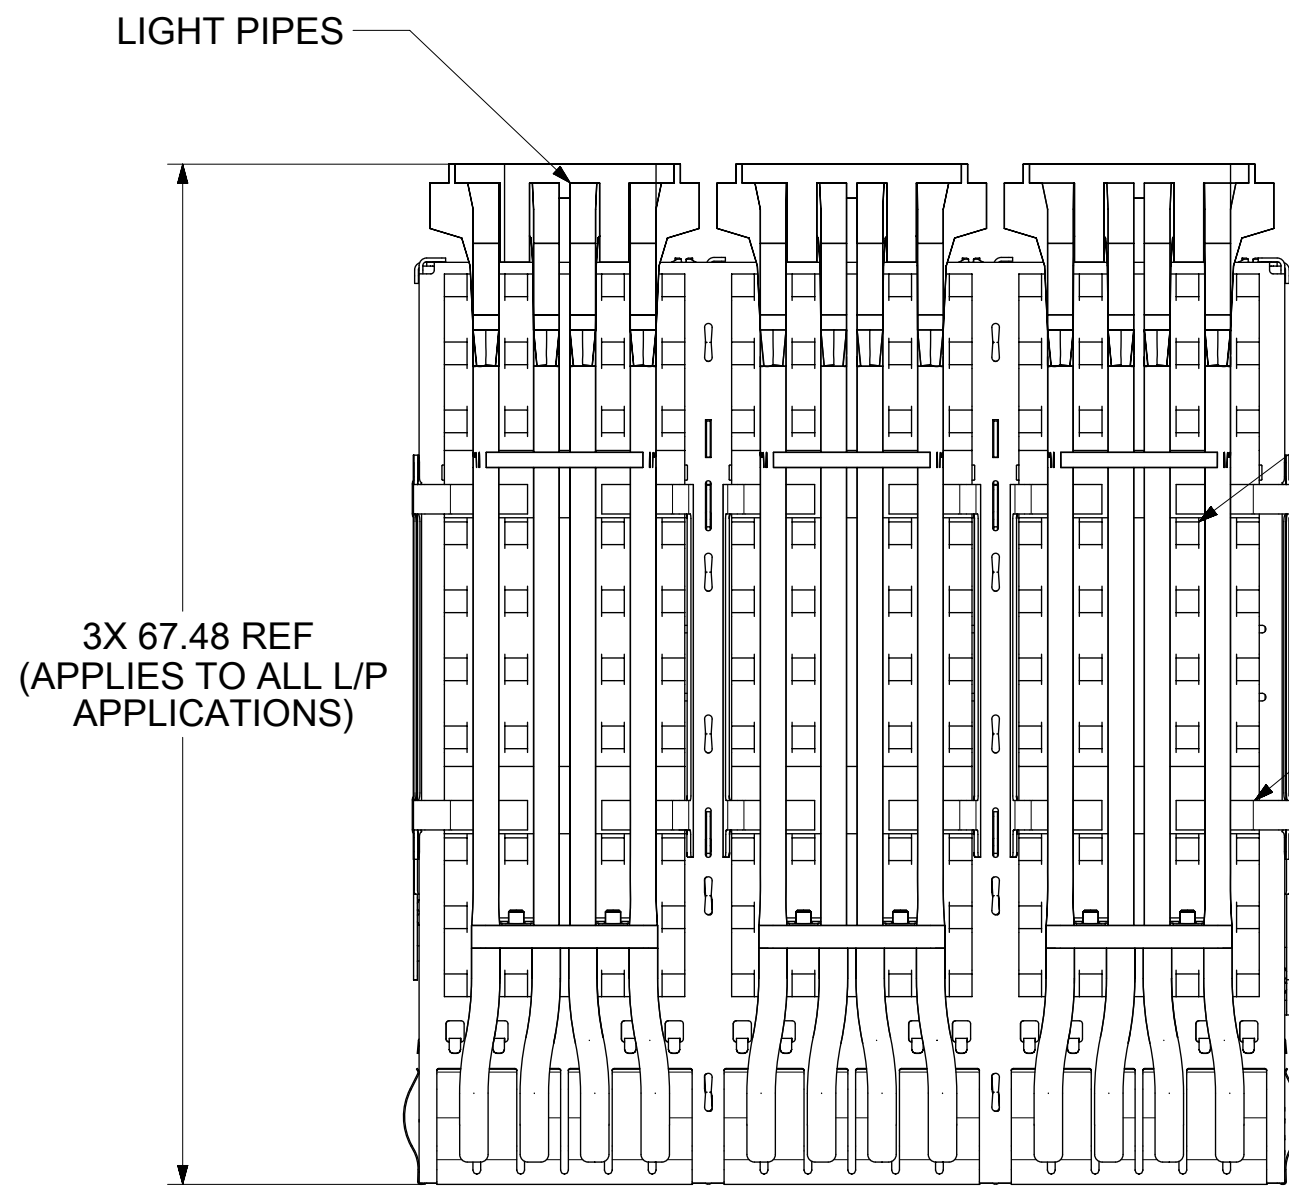 LIGHT PIPES
3X 67.48 REF
(APPLIES TO ALL L/P
APPLICATIONS)